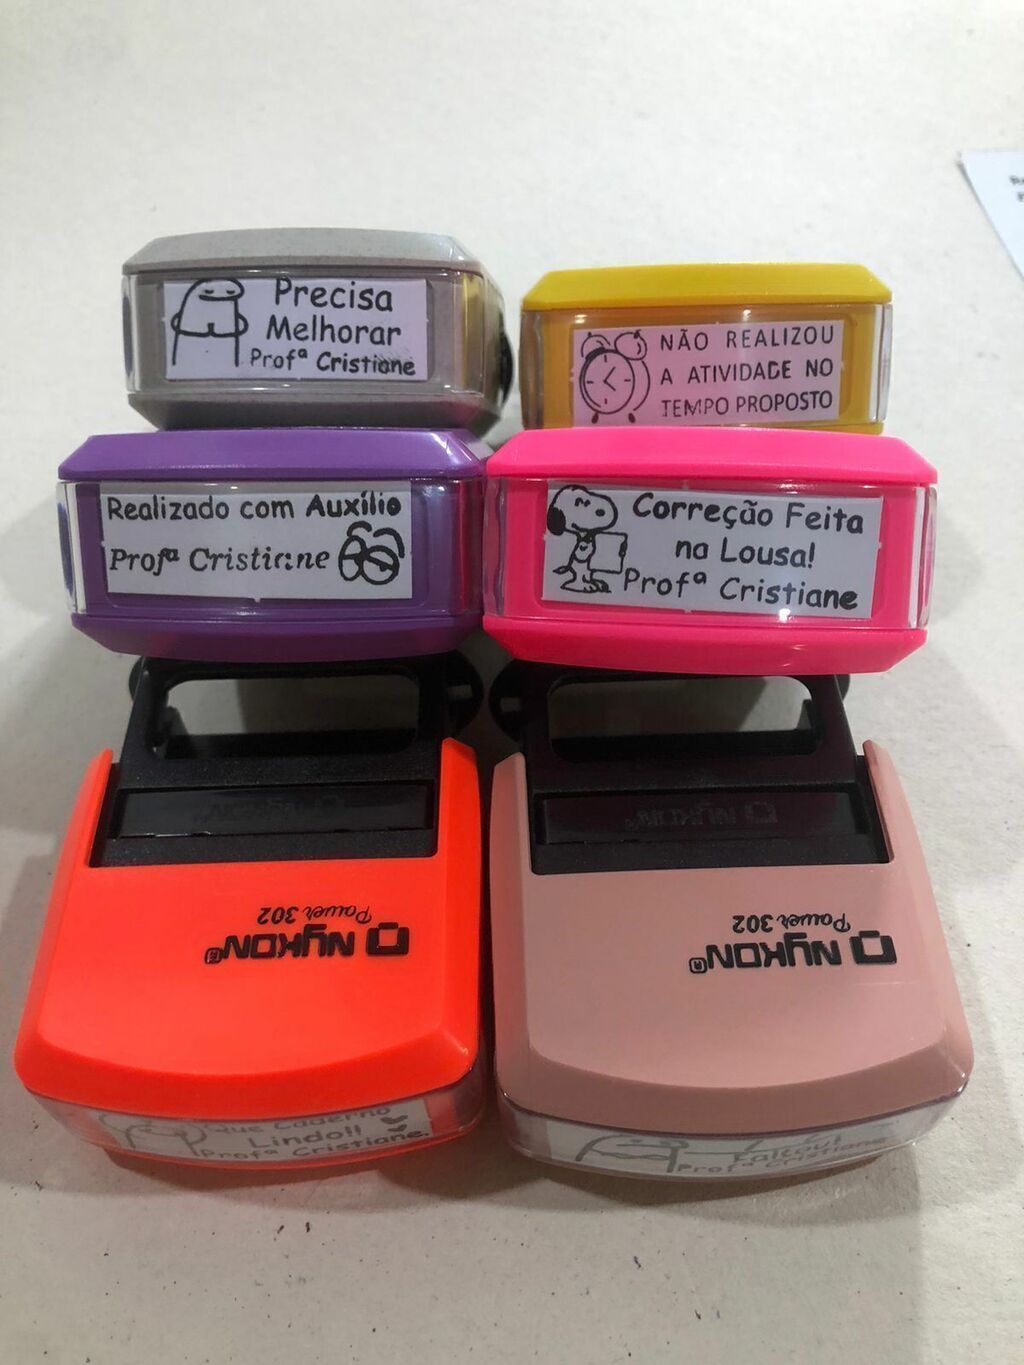 Precisa
Melhorar
Profª Cristiane
NÃO REALIZOU
A ATIVIDADE NO
TEMPO PROPOSTO
Realizado com Auxílio
Profª Cristiane
Correção Feita
na Lousa!
Profª Cristiane
Power 302
NYKON®
Power 302
NYKON®
Que Caderno
Lindo!!
Profª Cristiane
Faltou!
Profª Cristiane